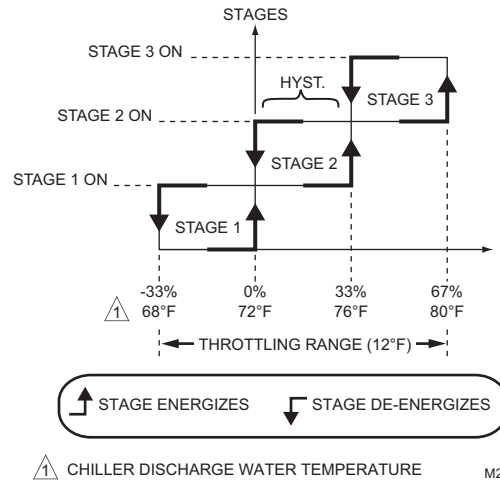 STAGES
STAGE 3 ON
HYST.
STAGE 3
STAGE 2 ON
STAGE 2
STAGE 1 ON
STAGE 1
-33% 0% 33% 67%
1 68°F 72°F 76°F 80°F
THROTTLING RANGE (12°F)
STAGE ENERGIZES STAGE DE-ENERGIZES
1 CHILLER DISCHARGE WATER TEMPERATURE